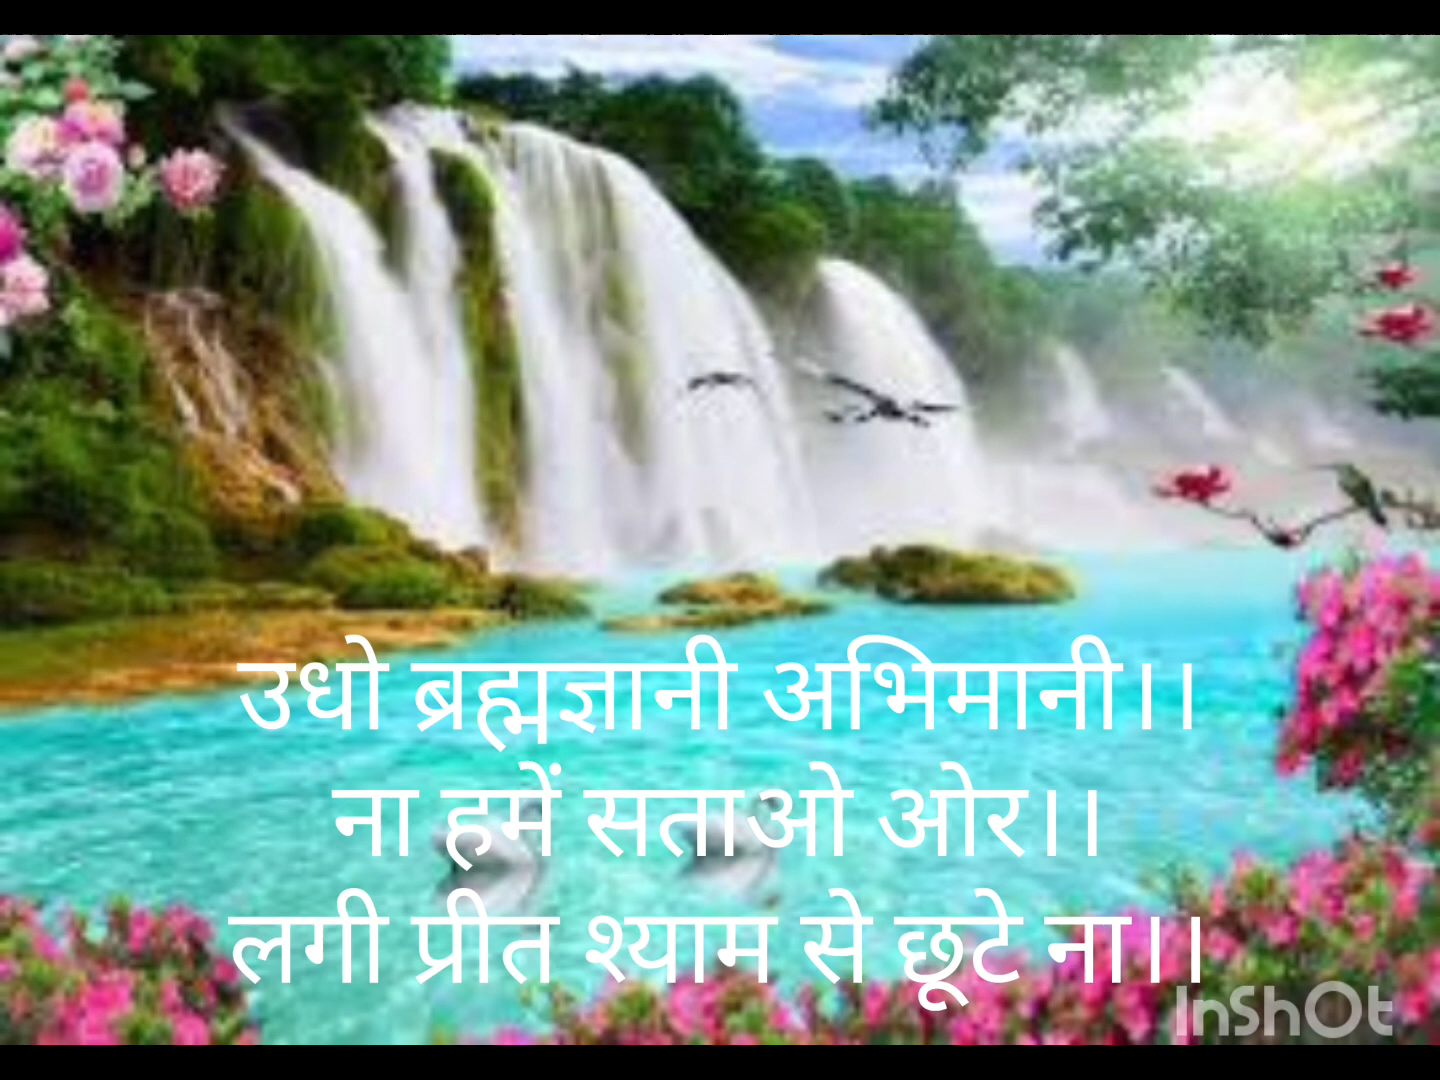 उधो ब्रह्मज्ञानी अभिमानी।।
ना हमें सताओ ओर।।
लगी प्रीत श्याम से छूटे ना।।
InShOt